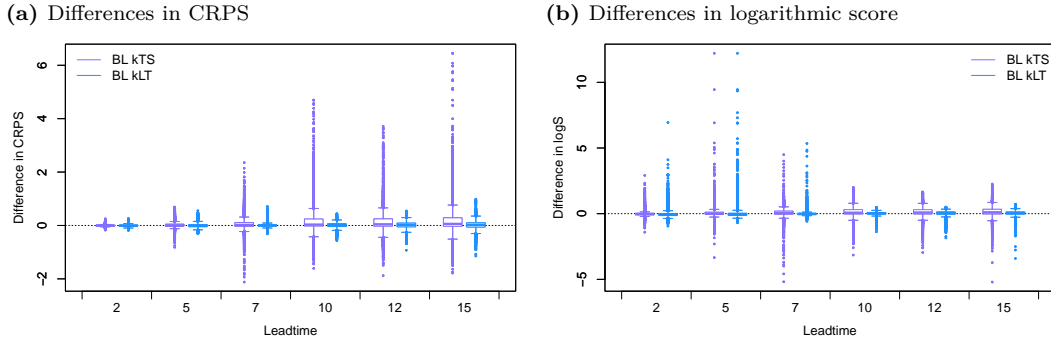 (a) Differences in CRPS
BL kTS
BL kLT
Difference in CRPS
6
4
2
0
-2
2 5 7 10 12 15
Leadtime
(b) Differences in logarithmic score
BL kTS
BL kLT
Difference in logS
10
5
0
-5
2 5 7 10 12 15
Leadtime